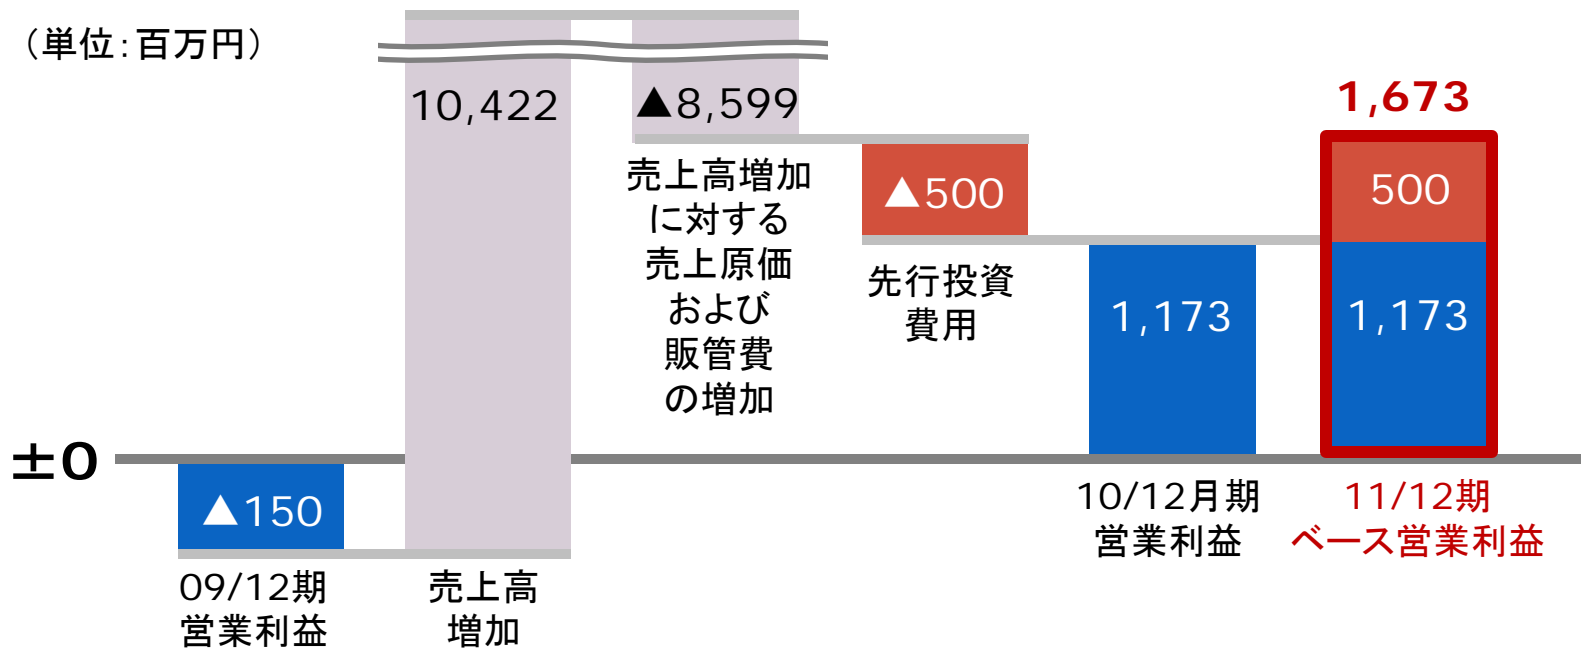 （単位：百万円）
10,422
▲8,599
売上高増加
に対する
売上原価
および
販管費
の増加
▲500
先行投資
費用
1,673
500
1,173
1,173
±0
▲150
09/12期
営業利益
売上高
増加
10/12月期
営業利益
11/12期
ベース営業利益